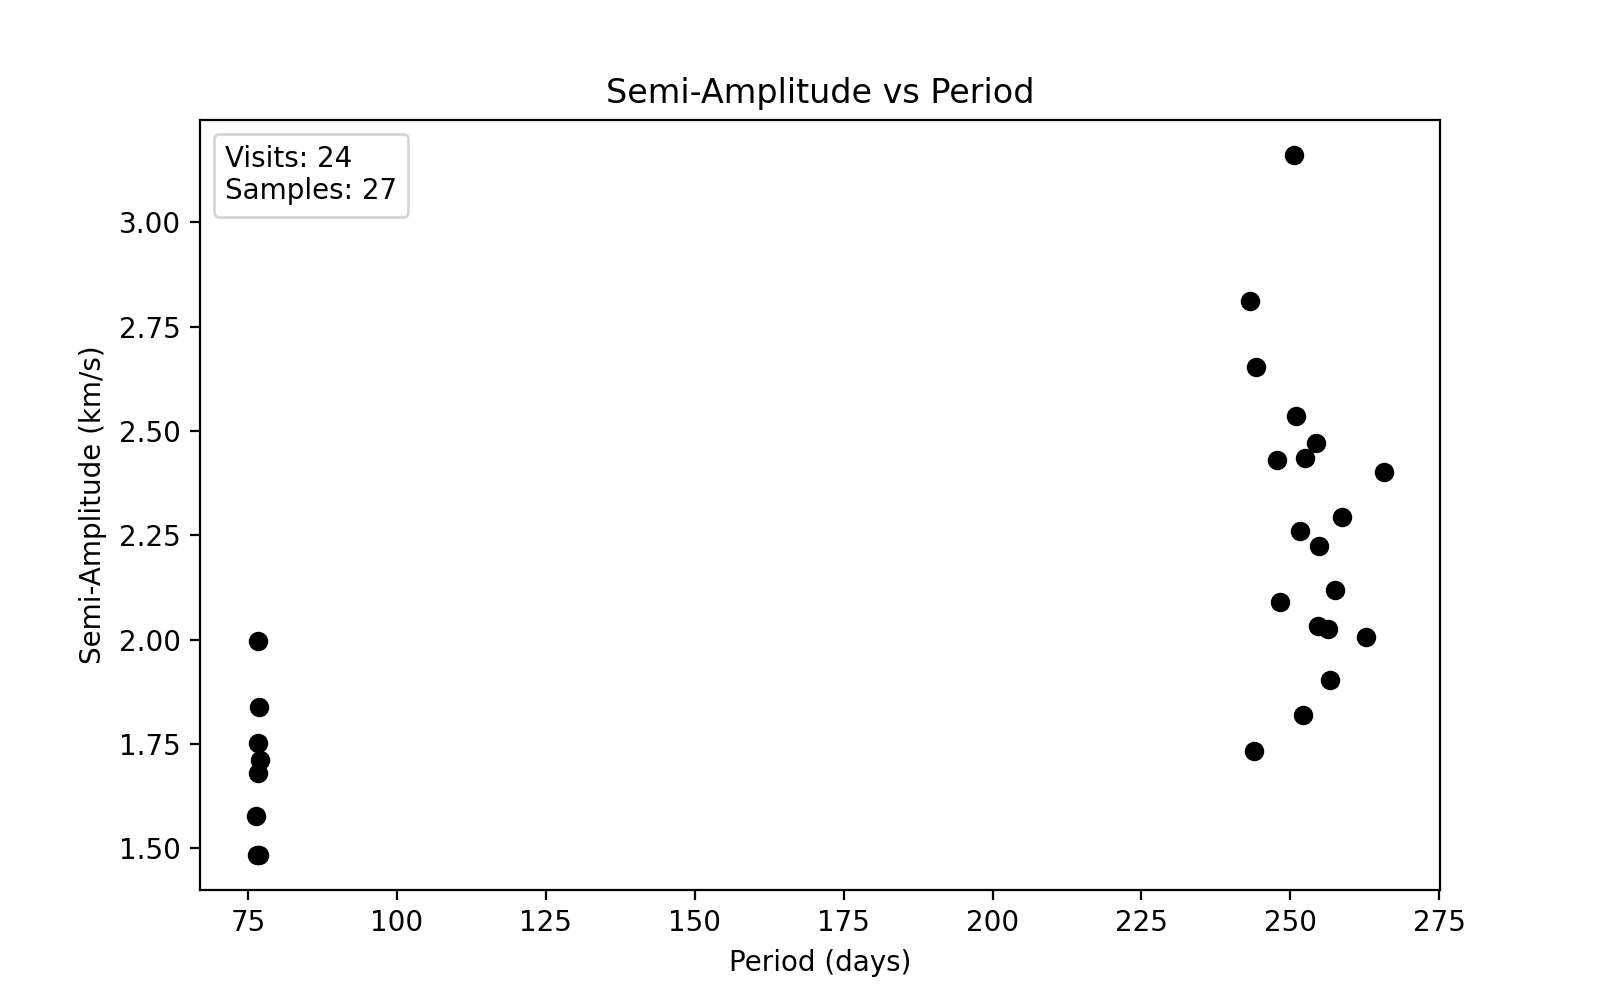 Semi-Amplitude vs Period
Visits: 24
Samples: 27
3.00
2.75
2.50
2.25
2.00
1.75
1.50
Semi-Amplitude (km/s)
75 100 125 150 175 200 225 250 275
Period (days)